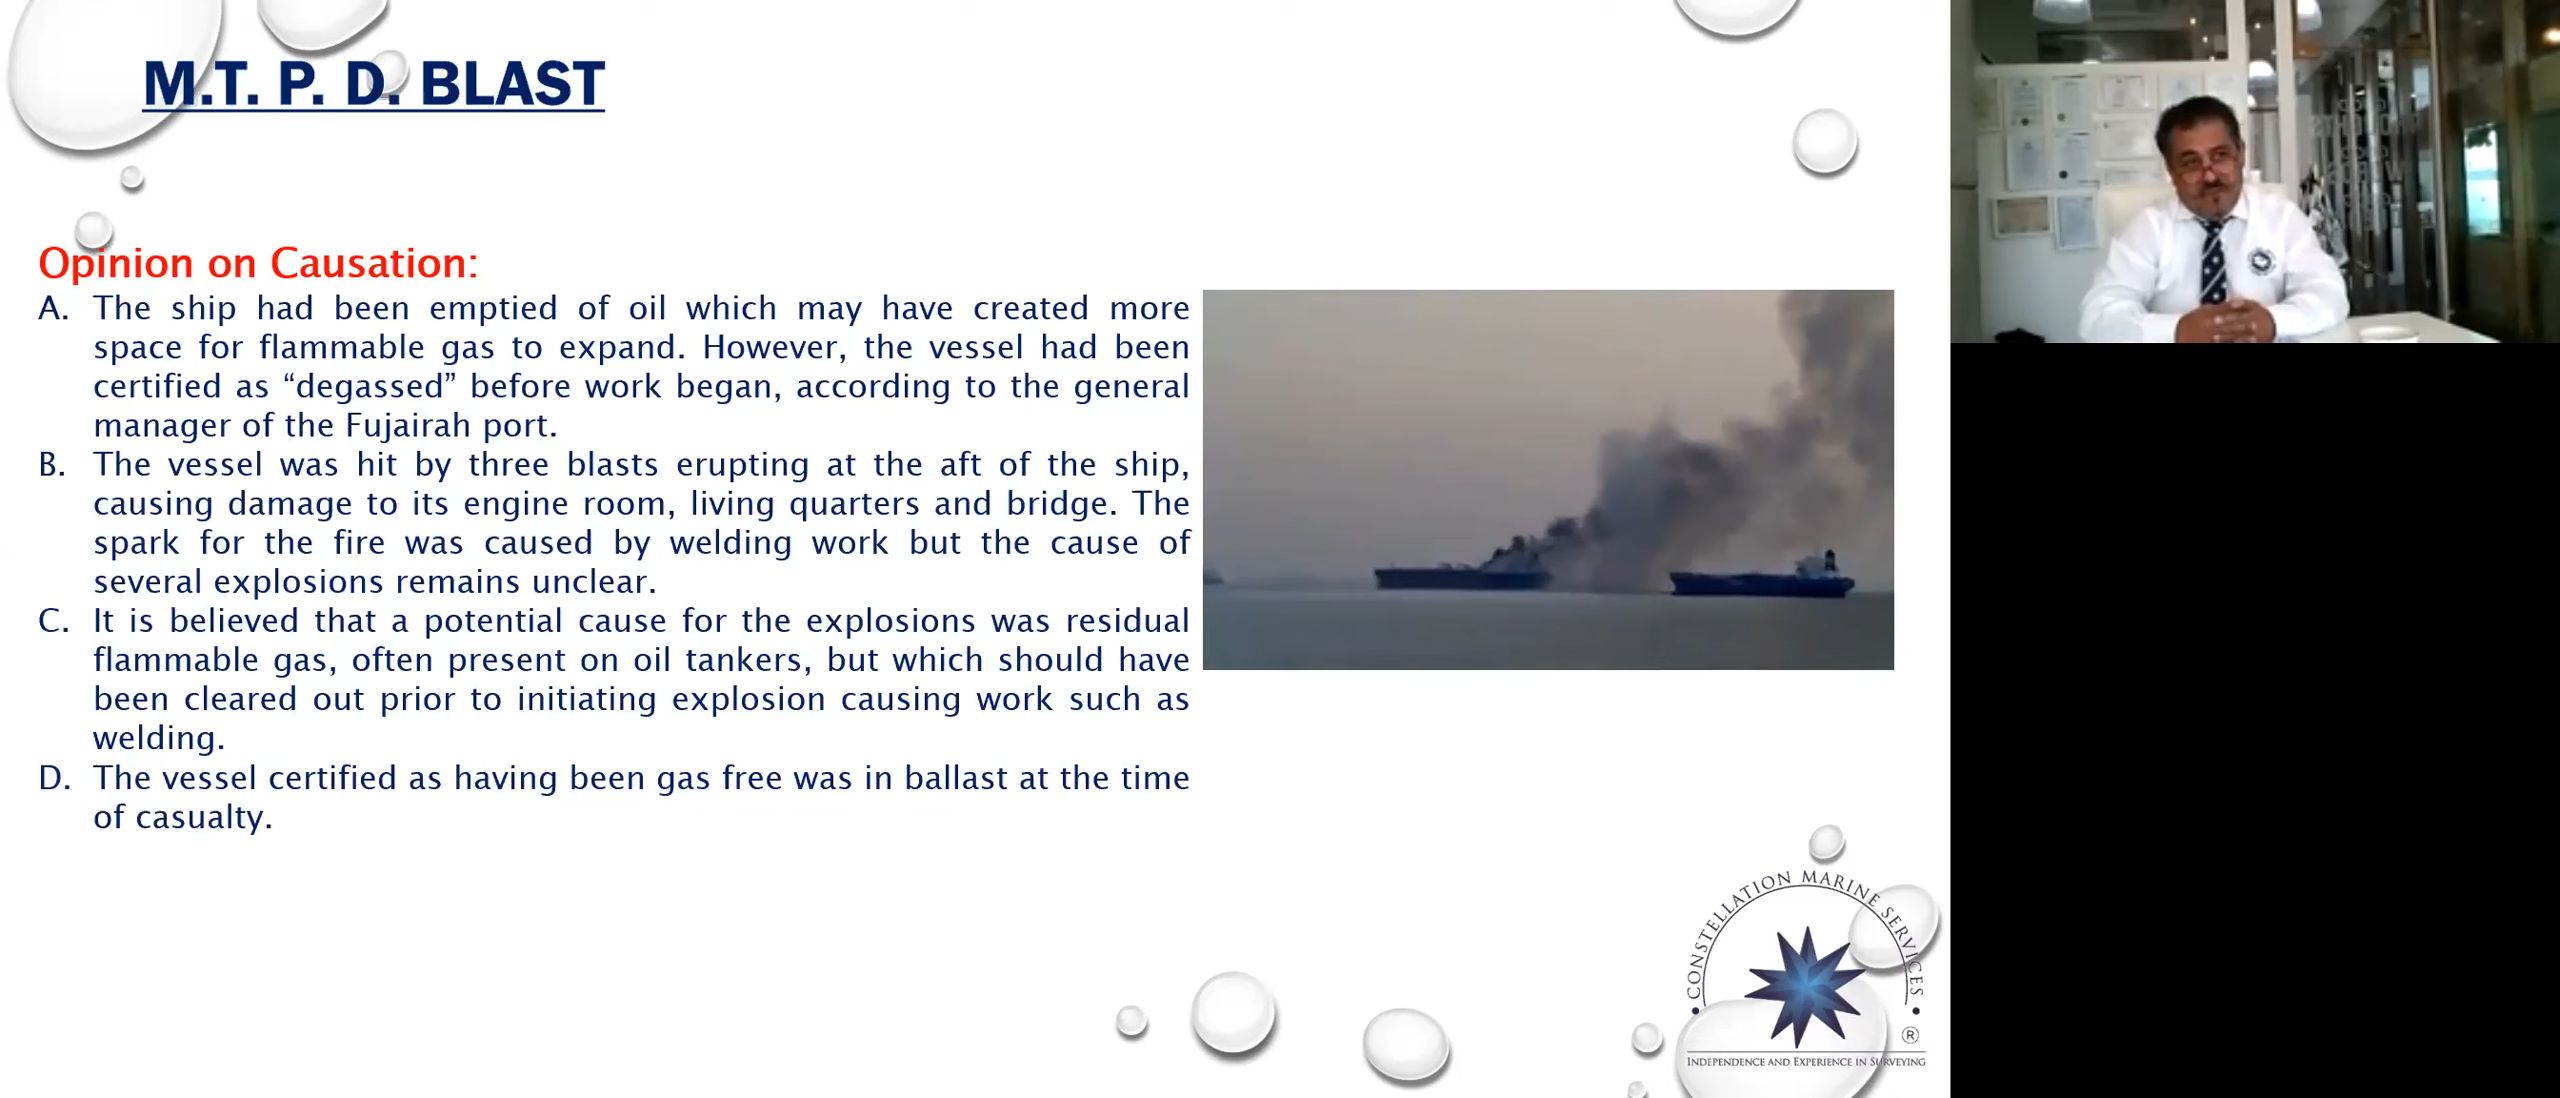 M.T. P. D. BLAST
Opinion on Causation:
A. The ship had been emptied of oil which may have created more
space for flammable gas to expand. However, the vessel had been
certified as “degassed” before work began, according to the general
manager of the Fujairah port.
B. The vessel was hit by three blasts erupting at the aft of the ship,
causing damage to its engine room, living quarters and bridge. The
spark for the fire was caused by welding work but the cause of
several explosions remains unclear.
C. It is believed that a potential cause for the explosions was residual
flammable gas, often present on oil tankers, but which should have
been cleared out prior to initiating explosion causing work such as
welding.
D. The vessel certified as having been gas free was in ballast at the time
of casualty.
• CONSTELLATION MARINE SERVICES •
®
INDEPENDENCE AND EXPERIENCE IN SURVEYING